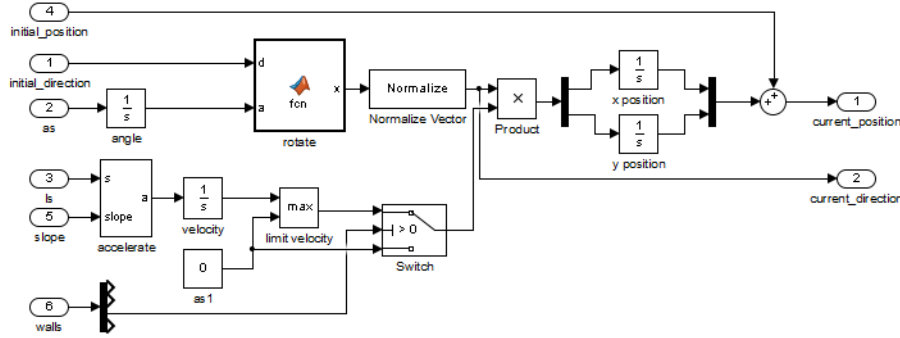 4
initial_position
1
initial_direction
2
as
1
s
angle
d
a
fcn
x
rotate
Normalize
Normalize Vector
×
Product
1
s
x position
1
s
y position
+
+
1
current_position
2
current_direction
3
ls
5
slope
s
slope
a
accelerate
1
s
velocity
max
limit velocity
0
as1
> 0
Switch
6
walls